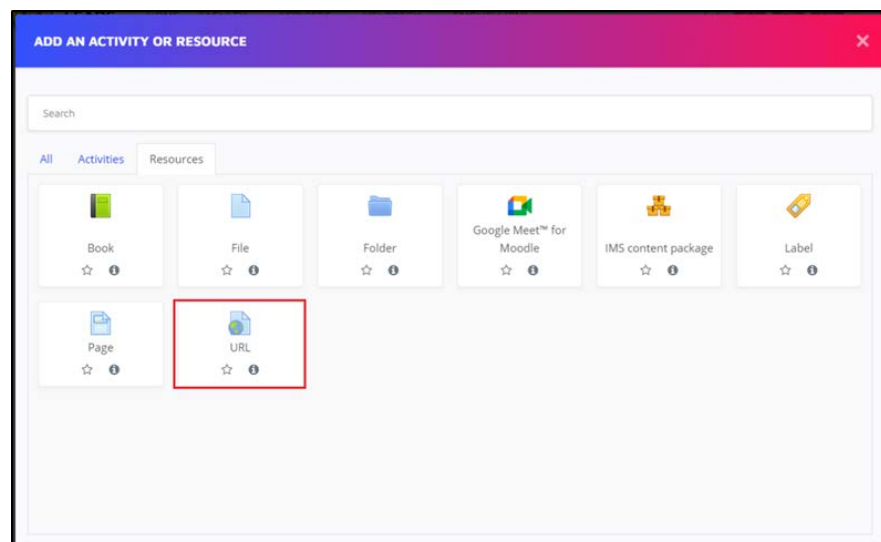 ADD AN ACTIVITY OR RESOURCE
Search
All Activities Resources
Book
File
Folder
Google Meet™ for
Moodle
IMS content package
Label
Page
URL